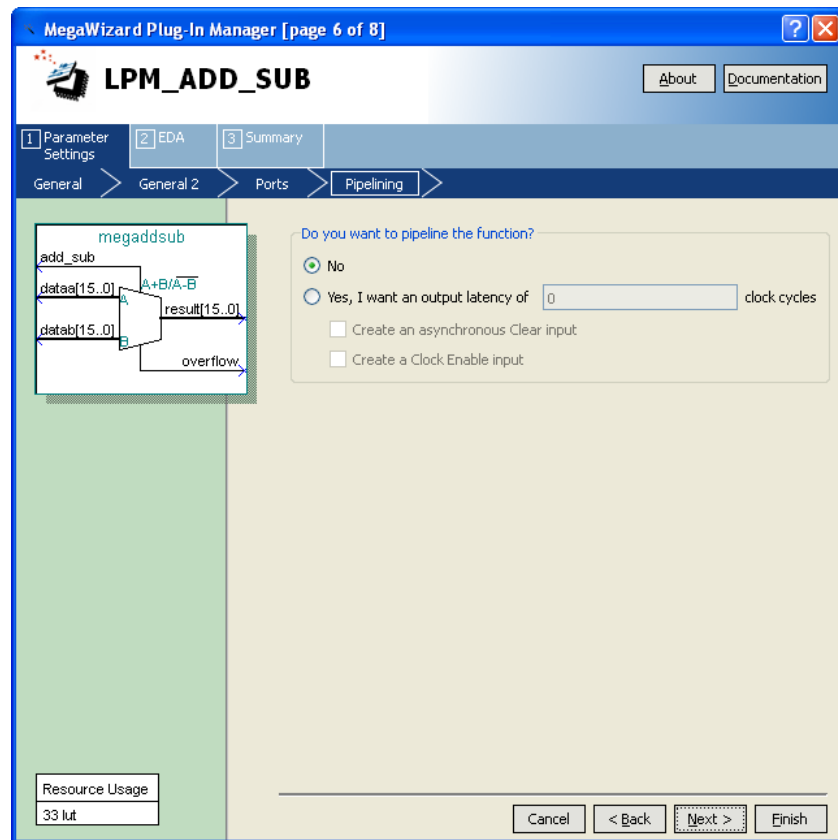 MegaWizard Plug-In Manager [page 6 of 8]
LPM_ADD_SUB
About
Documentation
1 Parameter Settings
2 EDA
3 Summary
General
General 2
Ports
Pipelining
megaddsub
add_sub
A+B/A-B
dataa[15..0]
A
result[15..0]
datab[15..0]
B
overflow
Do you want to pipeline the function?
No
Yes, I want an output latency of 0 clock cycles
Create an asynchronous Clear input
Create a Clock Enable input
Resource Usage
33 lut
Cancel
< Back
Next >
Finish